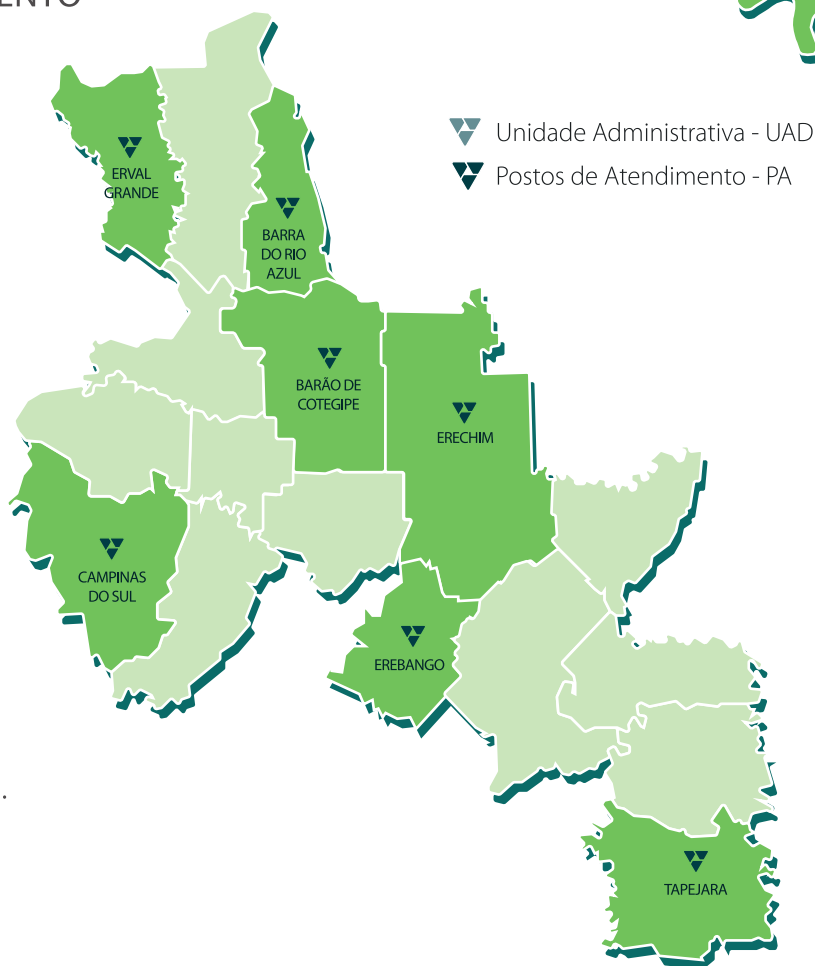 Unidade Administrativa - UAD
Postos de Atendimento - PA
ERVAL
GRANDE
BARRA
DO RIO
AZUL
BARÃO DE
COTEGIPE
ERECHIM
CAMPINAS
DO SUL
EREBANGO
.
TAPEJARA